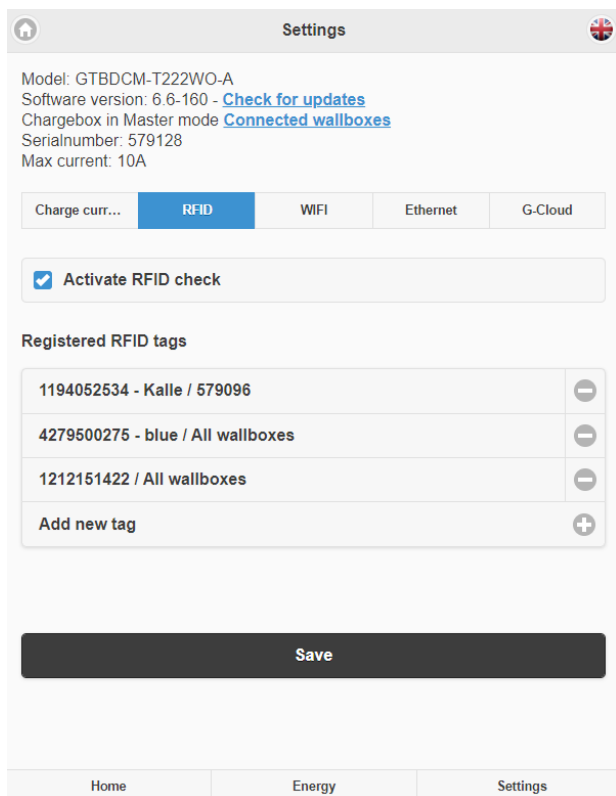 Settings
Model: GTBDCM-T222WO-A
Software version: 6.6-160 - Check for updates
Chargebox in Master mode Connected wallboxes
Serialnumber: 579128
Max current: 10A
Charge curr... RFID WIFI Ethernet G-Cloud
Activate RFID check
Registered RFID tags
1194052534 - Kalle / 579096
4279500275 - blue / All wallboxes
1212151422 / All wallboxes
Add new tag
Save
Home Energy Settings